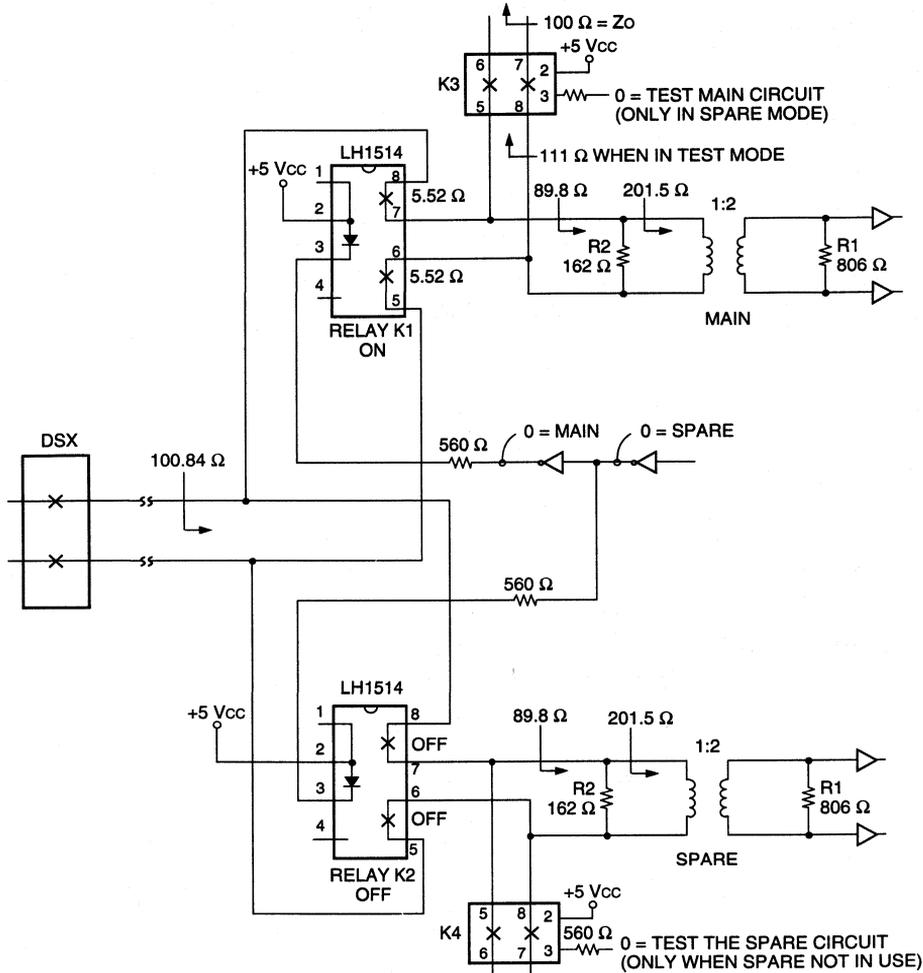 100 Ω = ZO
+5 VCC
6
7
2
K3
5
8
3
0 = TEST MAIN CIRCUIT
(ONLY IN SPARE MODE)
LH1514
111 Ω WHEN IN TEST MODE
+5 VCC
1
8
5.52 Ω
89.8 Ω
201.5 Ω
1:2
2
7
3
6
5.52 Ω
R2
162 Ω
R1
806 Ω
4
5
RELAY K1
ON
MAIN
DSX
100.84 Ω
560 Ω
0 = MAIN
0 = SPARE
560 Ω
LH1514
+5 VCC
1
8
OFF
89.8 Ω
201.5 Ω
1:2
2
7
3
6
OFF
R2
162 Ω
R1
806 Ω
4
5
RELAY K2
OFF
SPARE
+5 VCC
5
8
2
K4
560 Ω
6
7
3
0 = TEST THE SPARE CIRCUIT
(ONLY WHEN SPARE NOT IN USE)